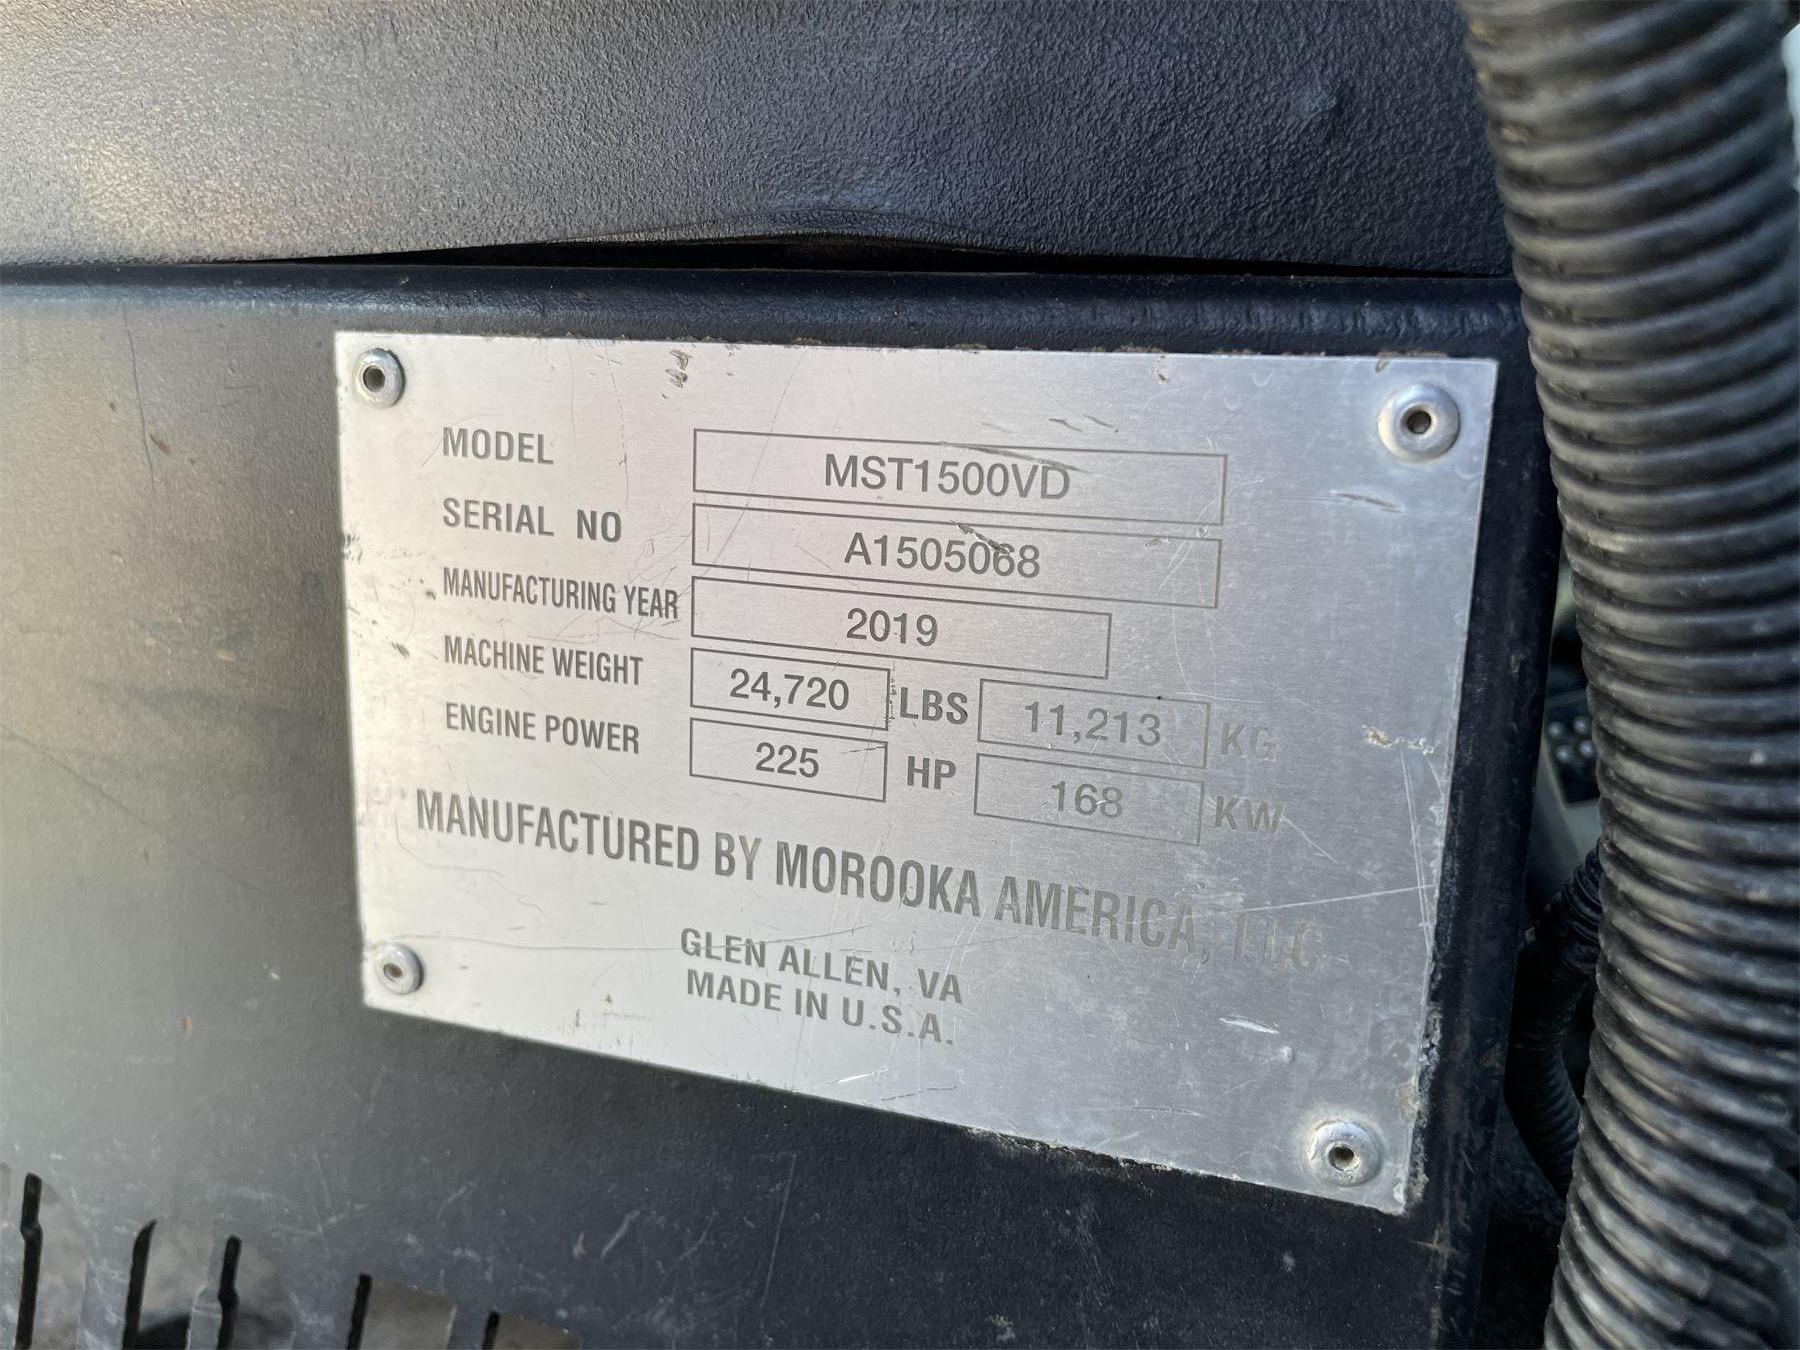 MODEL MST1500VD
SERIAL NO A1505068
MANUFACTURING YEAR 2019
MACHINE WEIGHT 24,720 LBS 11,213 KG
ENGINE POWER 225 HP 168 KW
MANUFACTURED BY MOROOKA AMERICA, LLC
GLEN ALLEN, VA
MADE IN U.S.A.